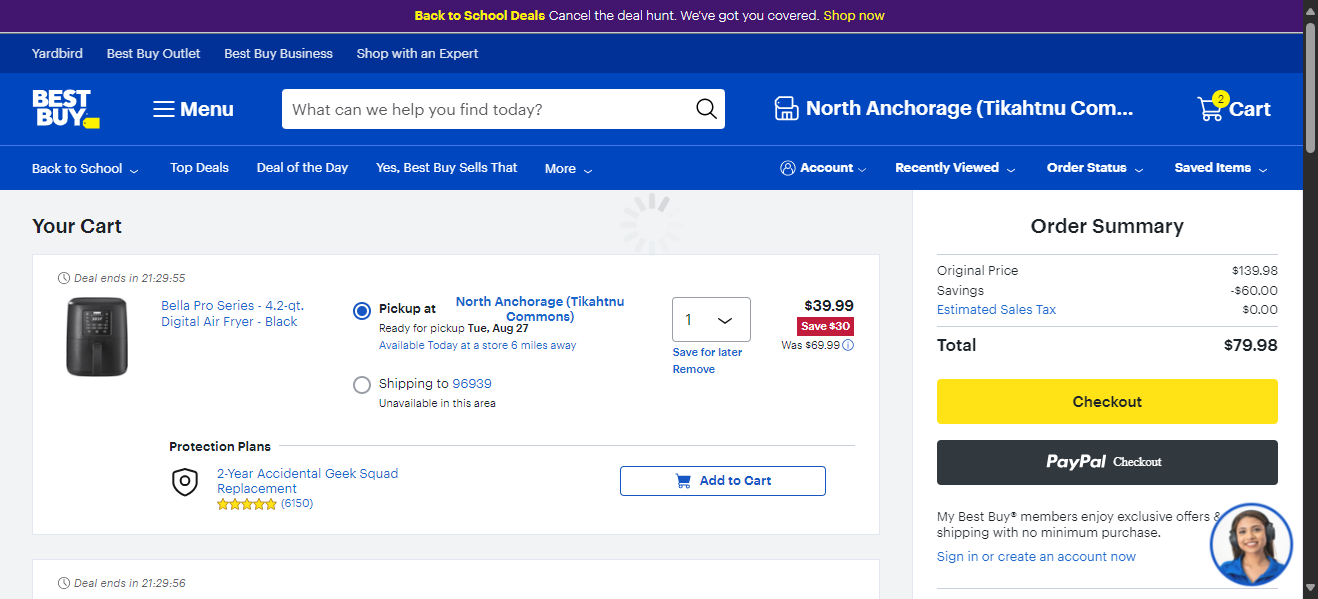 Back to School Deals Cancel the deal hunt. We've got you covered. Shop now
Yardbird Best Buy Outlet Best Buy Business Shop with an Expert
BEST
BUY
Menu
What can we help you find today?
North Anchorage (Tikahtnu Com...
2
Cart
Back to School Top Deals Deal of the Day Yes, Best Buy Sells That More Account Recently Viewed Order Status Saved Items
Your Cart
Deal ends in 21:29:55
Bella Pro Series - 4.2-qt.
Digital Air Fryer - Black
Pickup at North Anchorage (Tikahtnu
Commons)
Ready for pickup Tue, Aug 27
Available Today at a store 6 miles away
Shipping to 96939
Unavailable in this area
1
Save for later
Remove
$39.99
Save $30
Was $69.99
Protection Plans
2-Year Accidental Geek Squad
Replacement
(6150)
Add to Cart
Deal ends in 21:29:56
Order Summary
Original Price $139.98
Savings -$60.00
Estimated Sales Tax $0.00
Total $79.98
Checkout
PayPal Checkout
My Best Buy® members enjoy exclusive offers &
shipping with no minimum purchase.
Sign in or create an account now